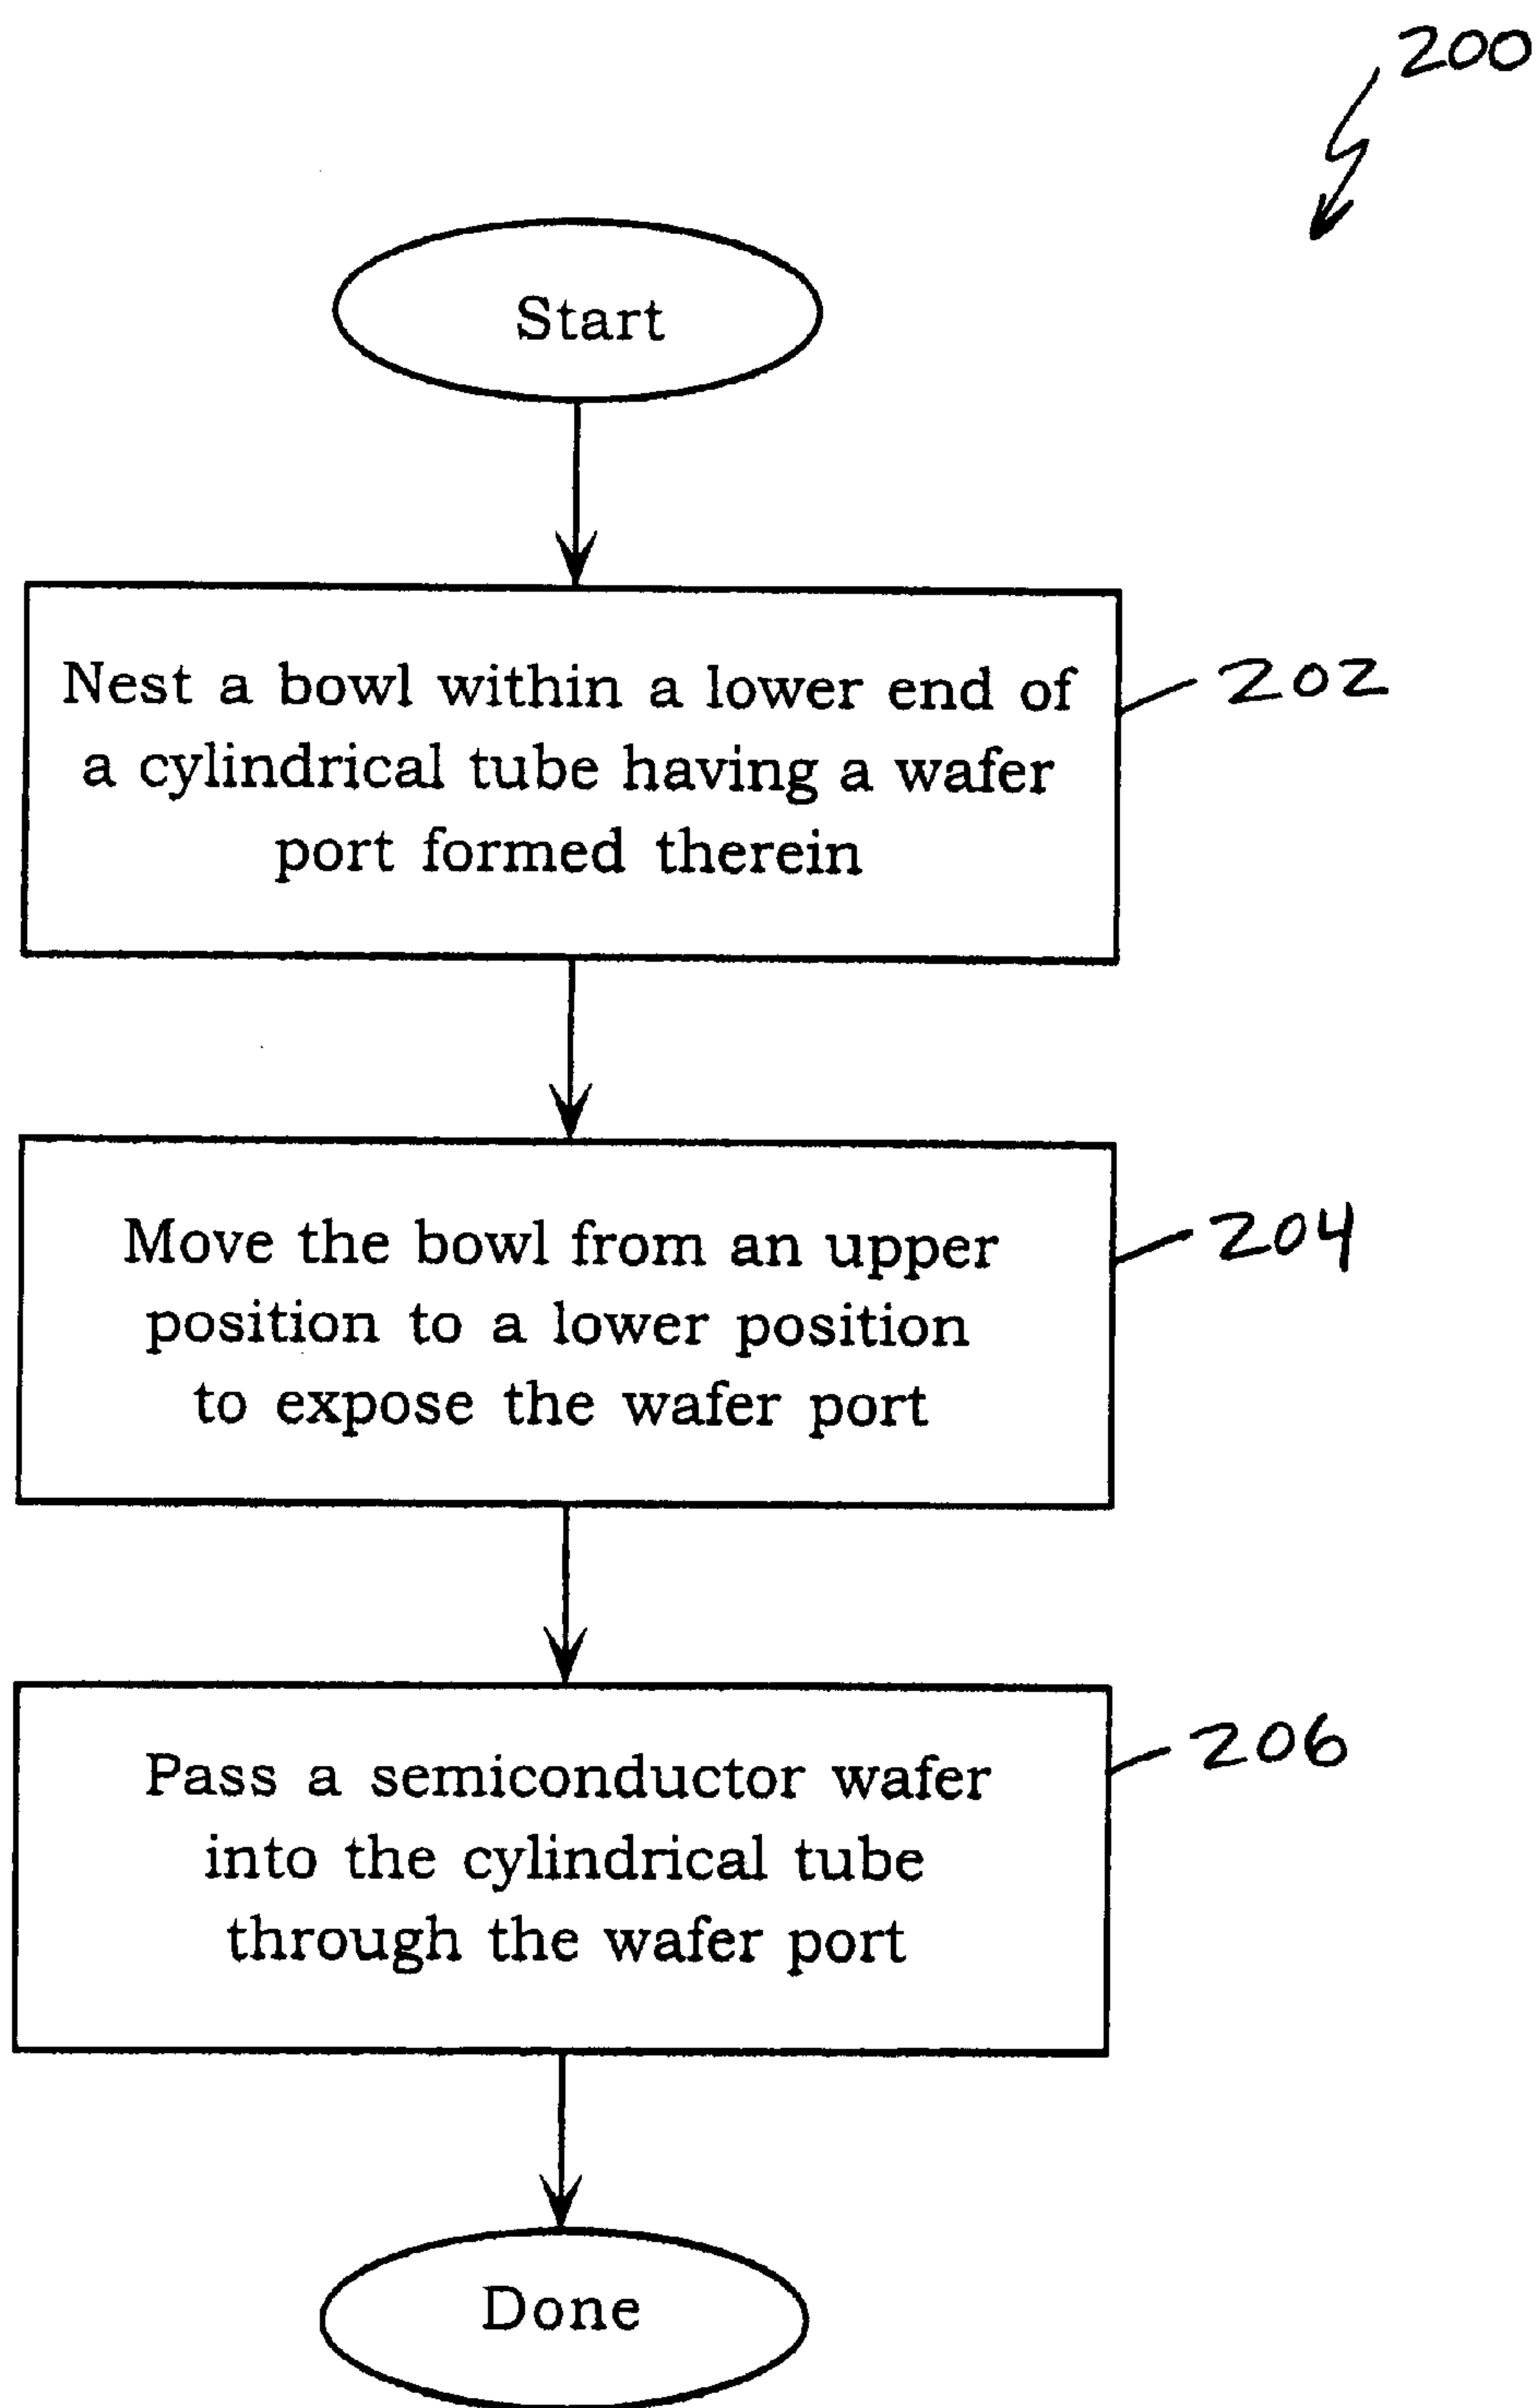 200
Start
Nest a bowl within a lower end of
a cylindrical tube having a wafer
port formed therein
202
Move the bowl from an upper
position to a lower position
to expose the wafer port
204
Pass a semiconductor wafer
into the cylindrical tube
through the wafer port
206
Done